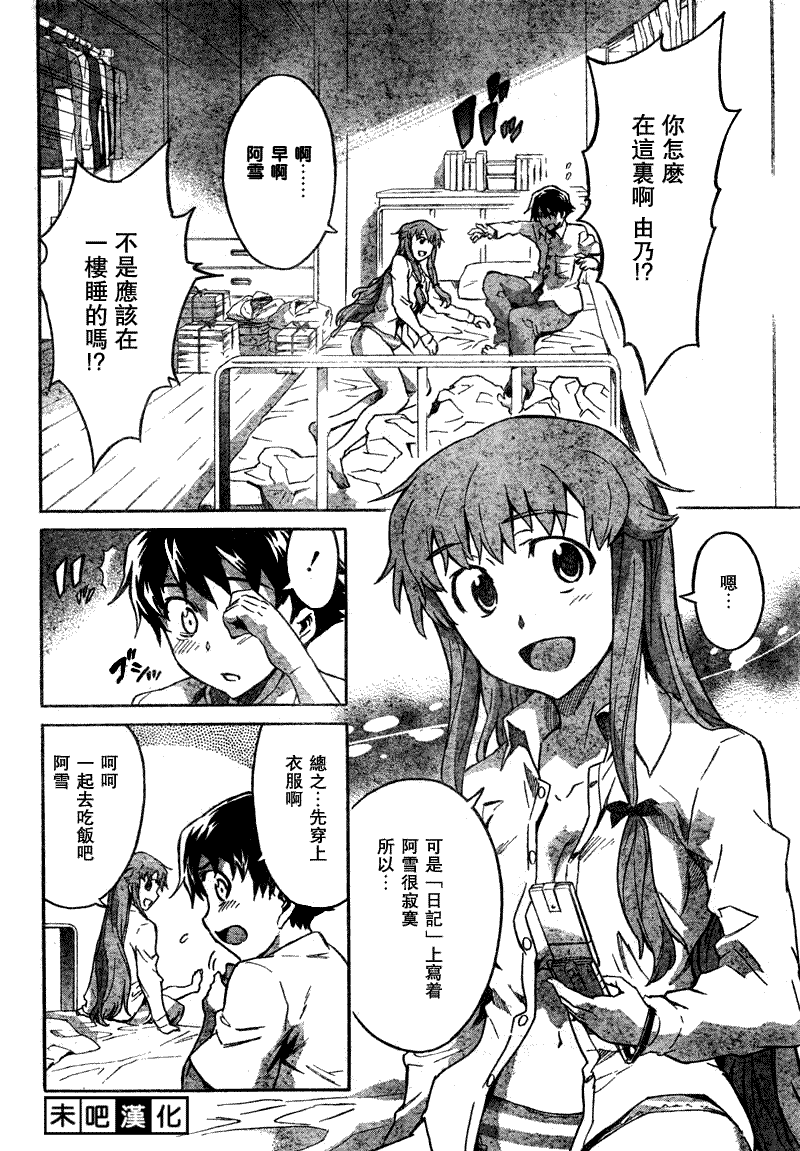 你怎麼
在這裏啊 由乃!?
啊……
早啊
阿雪
不是應該在
一樓睡的嗎!?
嗯…
可是「日記」上寫着
阿雪很寂寞
所以…
!
ゴシッ
總之…先穿上
衣服啊
呵呵
一起去吃飯吧
阿雪
未吧漢化